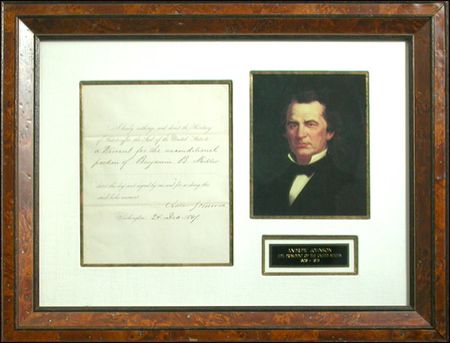 I hereby authorize and direct the Secretary
of State to affix the Seal of the United States to
a Warrant for the unconditional
pardon of Benjamin B. Miller
dated this day and signed by me and for so doing this
shall be his warrant.
Andrew Johnson
Washington 24 Dec. 1867
ANDREW JOHNSON
PRESIDENT OF THE UNITED STATES